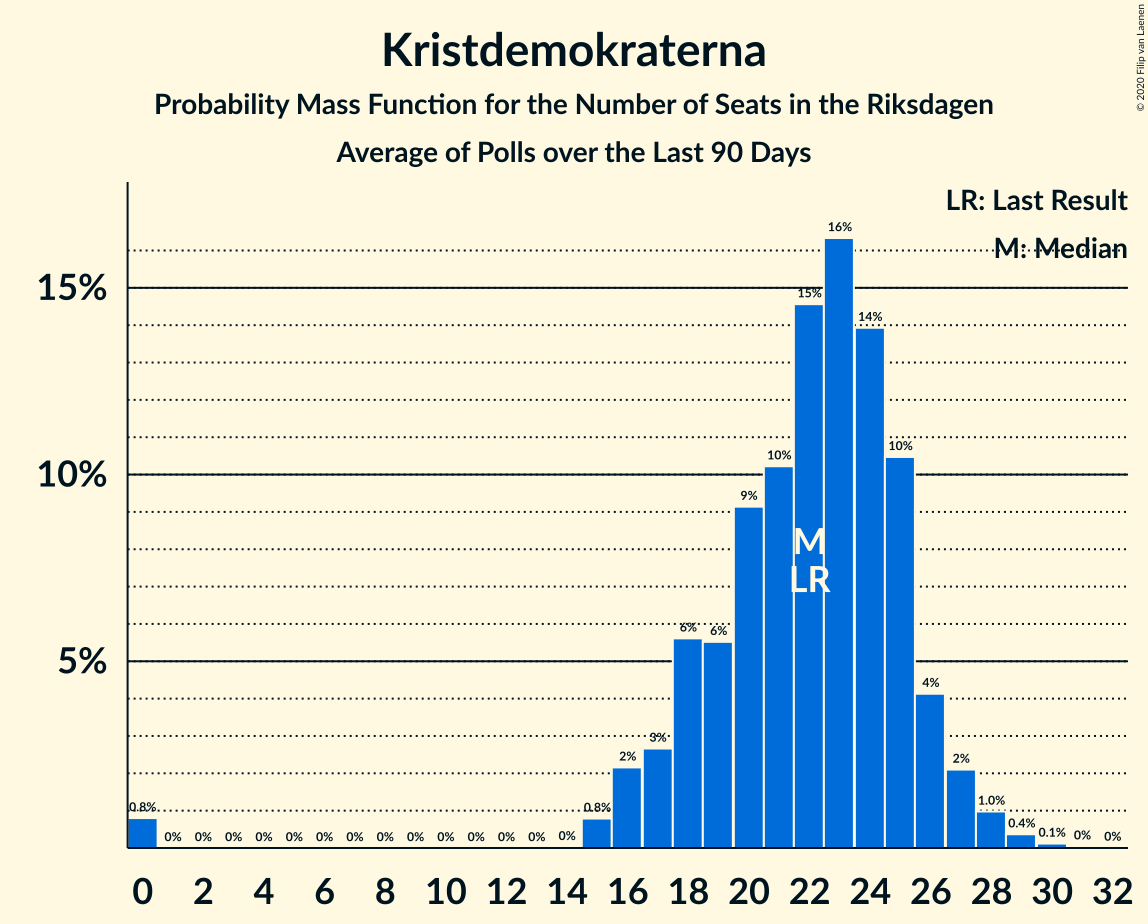 Kristdemokraterna
Probability Mass Function for the Number of Seats in the Riksdagen
Average of Polls over the Last 90 Days
© 2020 Filip van Laenen
LR: Last Result
M: Median
15%
10%
5%
0.8% 0% 0% 0% 0% 0% 0% 0% 0% 0% 0% 0% 0% 0% 0% 0.8% 2% 3% 6% 6% 9% 10% 15% 16% 14% 10% 4% 2% 1.0% 0.4% 0.1% 0% 0%
M
LR
0 2 4 6 8 10 12 14 16 18 20 22 24 26 28 30 32